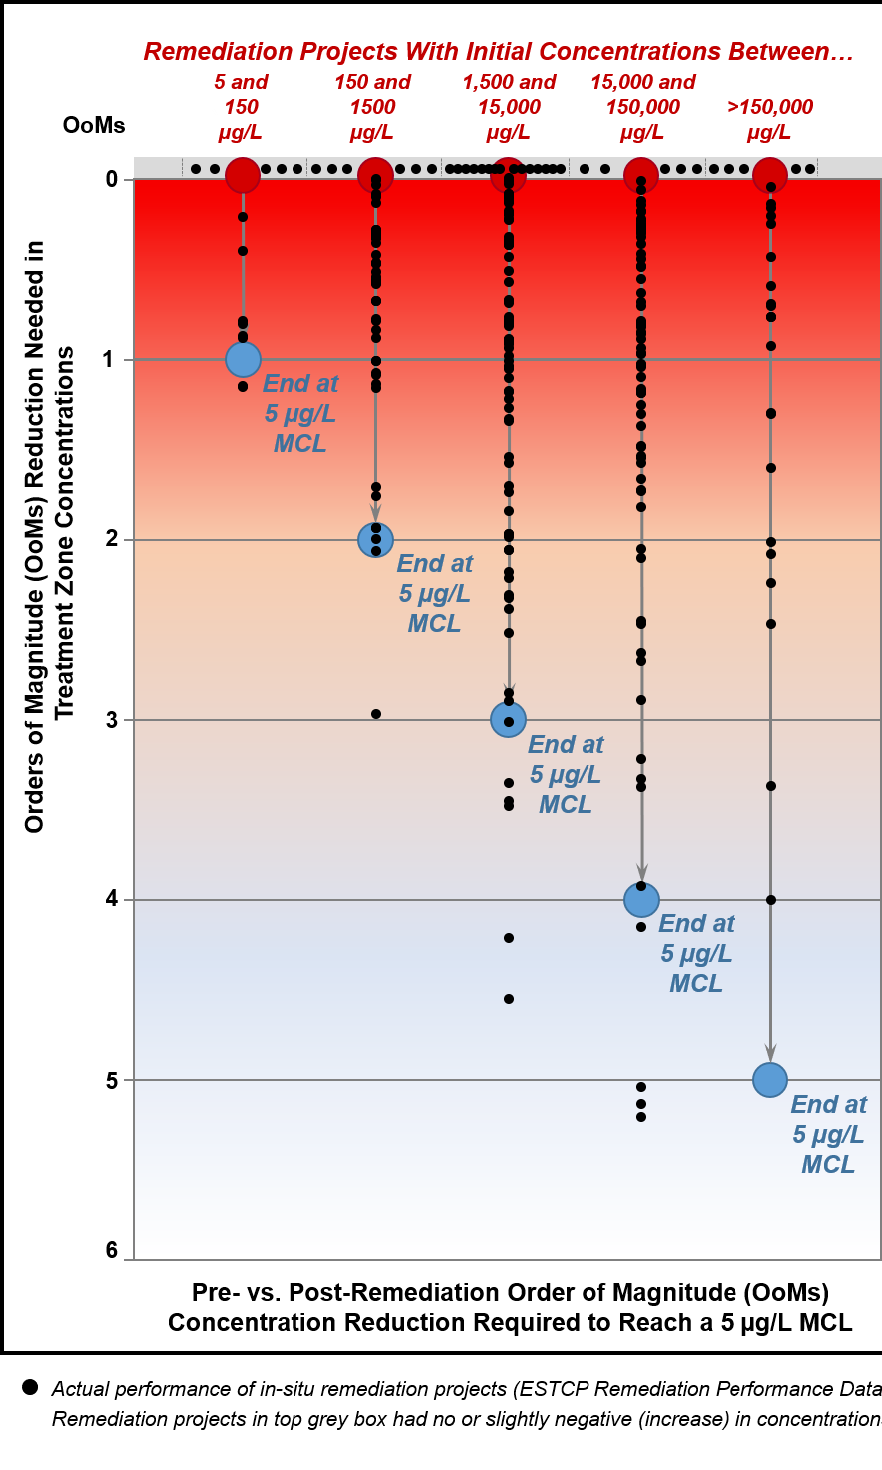 Remediation Projects With Initial Concentrations Between…
5 and
150
µg/L
150 and
1500
µg/L
1,500 and
15,000
µg/L
15,000 and
150,000
µg/L
>150,000
µg/L
OoMs
0
1
2
3
4
5
6
Orders of Magnitude (OoMs) Reduction Needed in
Treatment Zone Concentrations
End at
5 µg/L
MCL
End at
5 µg/L
MCL
End at
5 µg/L
MCL
End at
5 µg/L
MCL
End at
5 µg/L
MCL
Pre- vs. Post-Remediation Order of Magnitude (OoMs)
Concentration Reduction Required to Reach a 5 µg/L MCL
Actual performance of in-situ remediation projects (ESTCP Remediation Performance Data
Remediation projects in top grey box had no or slightly negative (increase) in concentration